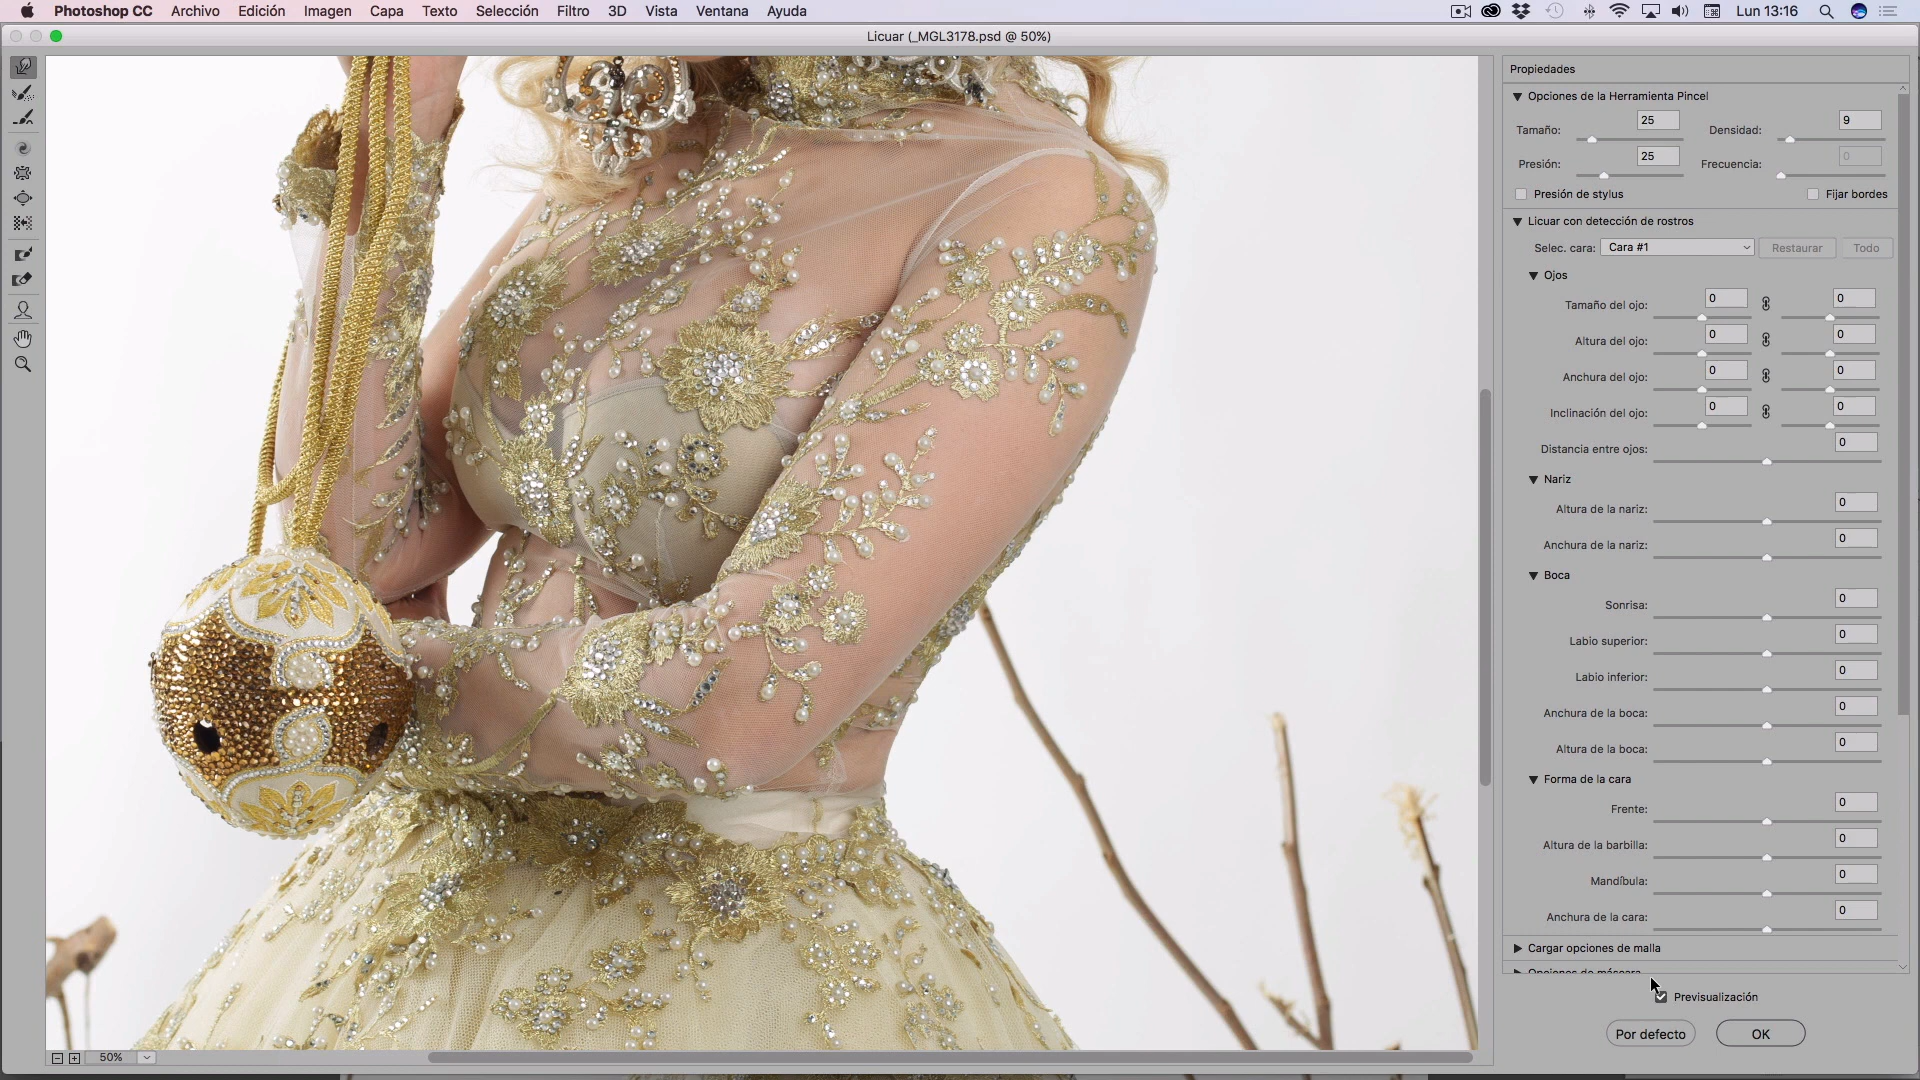 Photoshop CC Archivo Edición Imagen Capa Texto Selección Filtro 3D Vista Ventana Ayuda Lun 13:16
Licuar (_MGL3178.psd @ 50%)
Propiedades
Opciones de la Herramienta Pincel
Tamaño: 25 Densidad: 9
Presión: 25 Frecuencia: 0
Presión de stylus Fijar bordes
Licuar con detección de rostros
Selec. cara: Cara #1 Restaurar Todo
Ojos
Tamaño del ojo: 0 0
Altura del ojo: 0 0
Anchura del ojo: 0 0
Inclinación del ojo: 0 0
Distancia entre ojos: 0
Nariz
Altura de la nariz: 0
Anchura de la nariz: 0
Boca
Sonrisa: 0
Labio superior: 0
Labio inferior: 0
Anchura de la boca: 0
Altura de la boca: 0
Forma de la cara
Frente: 0
Altura de la barbilla: 0
Mandíbula: 0
Anchura de la cara: 0
Cargar opciones de malla
Opciones de máscara
Previsualización
Por defecto OK
50%